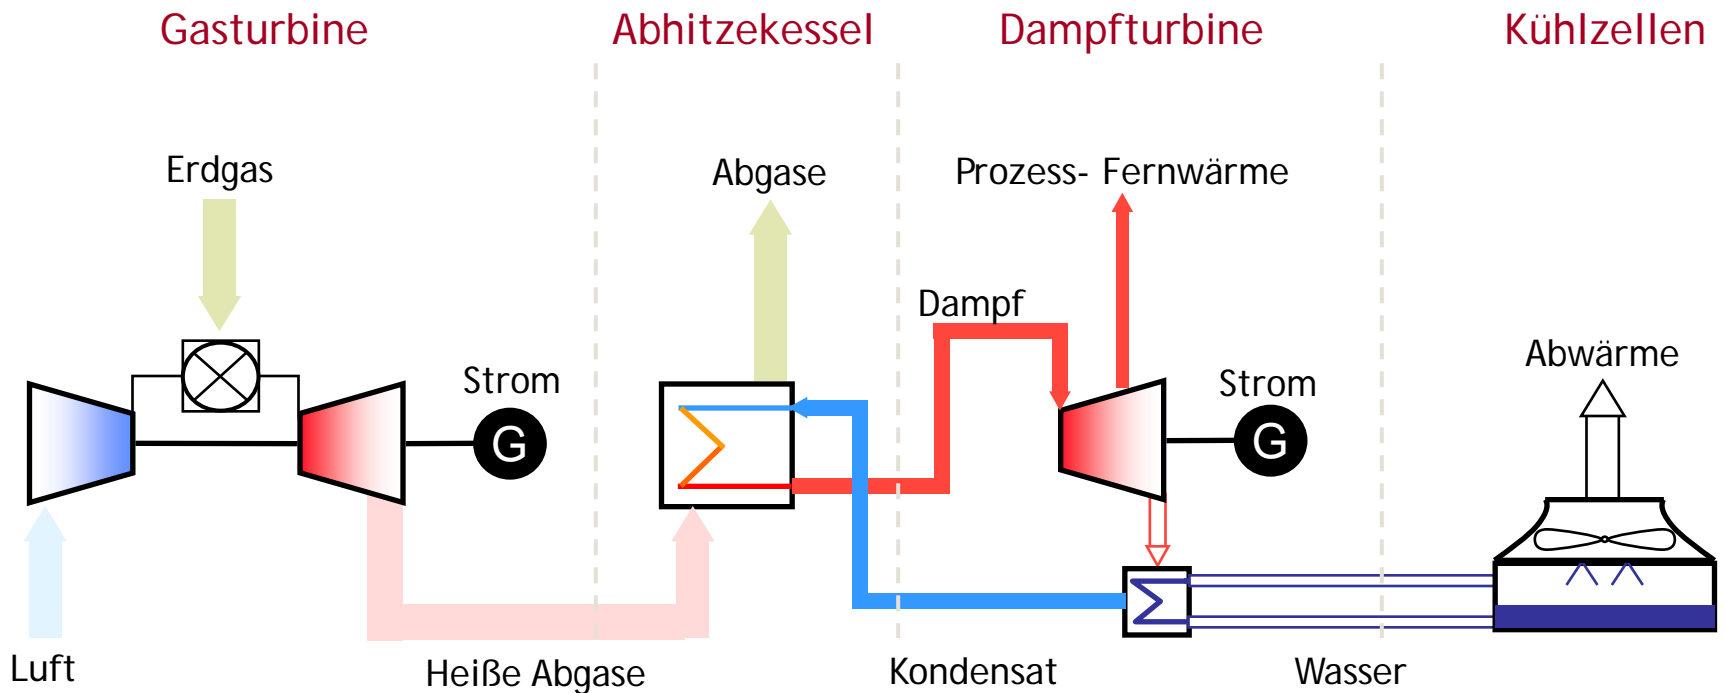 Gasturbine
Abhitzekessel
Dampfturbine
Kühlzellen
Erdgas
Abgase
Prozess- Fernwärme
Dampf
Abwärme
Strom
Strom
G
G
Luft
Heiße Abgase
Kondensat
Wasser